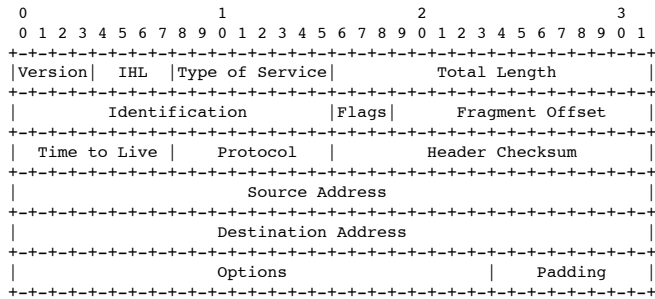 0                   1                   2                   3
 0 1 2 3 4 5 6 7 8 9 0 1 2 3 4 5 6 7 8 9 0 1 2 3 4 5 6 7 8 9 0 1
+-+-+-+-+-+-+-+-+-+-+-+-+-+-+-+-+-+-+-+-+-+-+-+-+-+-+-+-+-+-+-+-
|Version|  IHL  |Type of Service|          Total Length         |
+-+-+-+-+-+-+-+-+-+-+-+-+-+-+-+-+-+-+-+-+-+-+-+-+-+-+-+-+-+-+-+-
|         Identification        |Flags|      Fragment Offset    |
+-+-+-+-+-+-+-+-+-+-+-+-+-+-+-+-+-+-+-+-+-+-+-+-+-+-+-+-+-+-+-+-
|  Time to Live |    Protocol   |         Header Checksum       |
+-+-+-+-+-+-+-+-+-+-+-+-+-+-+-+-+-+-+-+-+-+-+-+-+-+-+-+-+-+-+-+-
|                       Source Address                          |
+-+-+-+-+-+-+-+-+-+-+-+-+-+-+-+-+-+-+-+-+-+-+-+-+-+-+-+-+-+-+-+-
|                    Destination Address                        |
+-+-+-+-+-+-+-+-+-+-+-+-+-+-+-+-+-+-+-+-+-+-+-+-+-+-+-+-+-+-+-+-
|                    Options                    |    Padding    |
+-+-+-+-+-+-+-+-+-+-+-+-+-+-+-+-+-+-+-+-+-+-+-+-+-+-+-+-+-+-+-+-